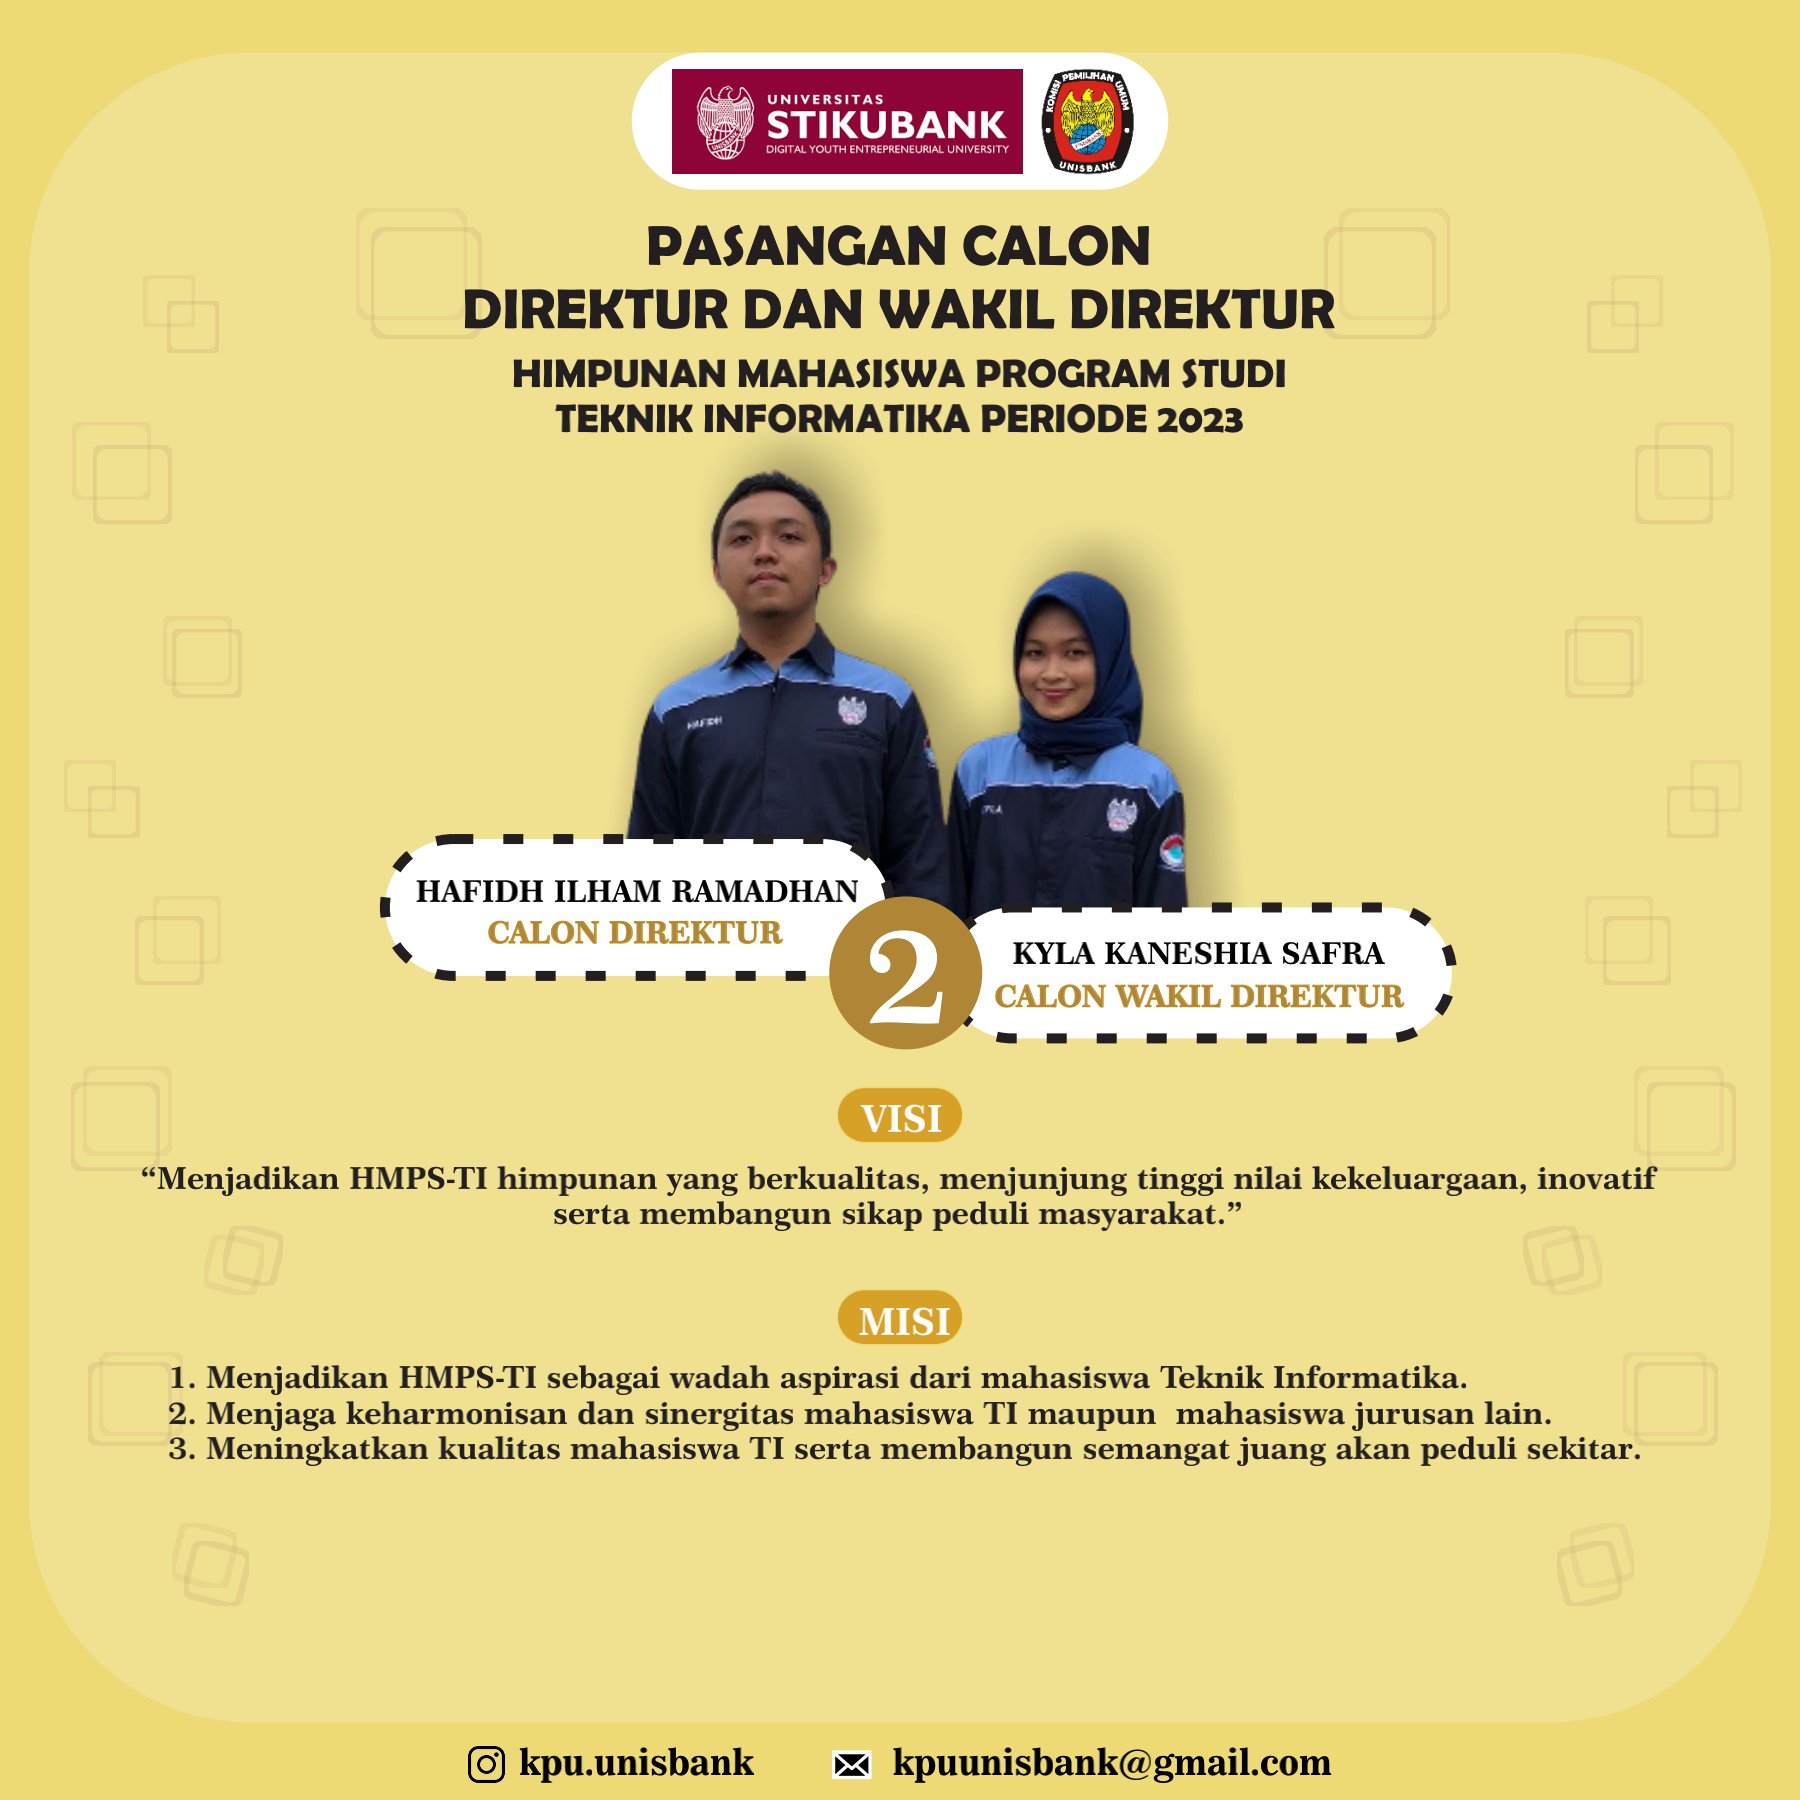 UNIVERSITAS
STIKUBANK
DIGITAL YOUTH ENTREPRENEURIAL UNIVERSITY
UNISBANK
KOMISI PEMILIHAN UMUM
UNISBANK
PASANGAN CALON
DIREKTUR DAN WAKIL DIREKTUR
HIMPUNAN MAHASISWA PROGRAM STUDI
TEKNIK INFORMATIKA PERIODE 2023
HAFIDH
HAFIDH ILHAM RAMADHAN
CALON DIREKTUR
2
KYLA KANESHIA SAFRA
CALON WAKIL DIREKTUR
VISI
“Menjadikan HMPS-TI himpunan yang berkualitas, menjunjung tinggi nilai kekeluargaan, inovatif
serta membangun sikap peduli masyarakat.”
MISI
1. Menjadikan HMPS-TI sebagai wadah aspirasi dari mahasiswa Teknik Informatika.
2. Menjaga keharmonisan dan sinergitas mahasiswa TI maupun  mahasiswa jurusan lain.
3. Meningkatkan kualitas mahasiswa TI serta membangun semangat juang akan peduli sekitar.
kpu.unisbank
kpuunisbank@gmail.com